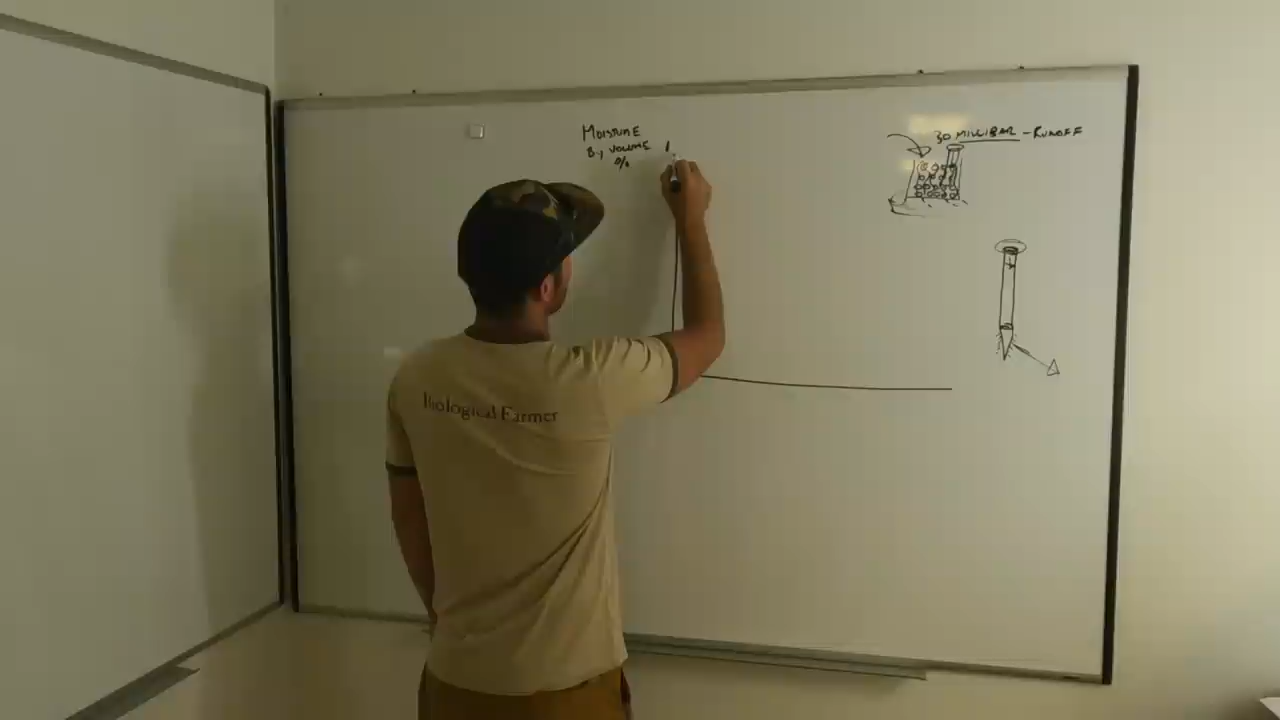 MOISTURE
By VOLUME
%
30 MILLIBAR - RUNOFF
Biological Farmer